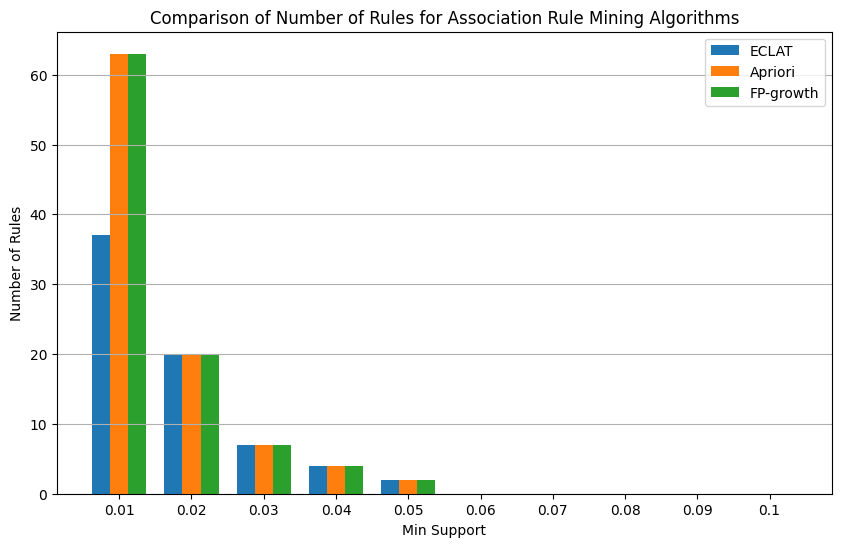 Comparison of Number of Rules for Association Rule Mining Algorithms
ECLAT
Apriori
FP-growth
Number of Rules
60
50
40
30
20
10
0
0.01 0.02 0.03 0.04 0.05 0.06 0.07 0.08 0.09 0.1
Min Support